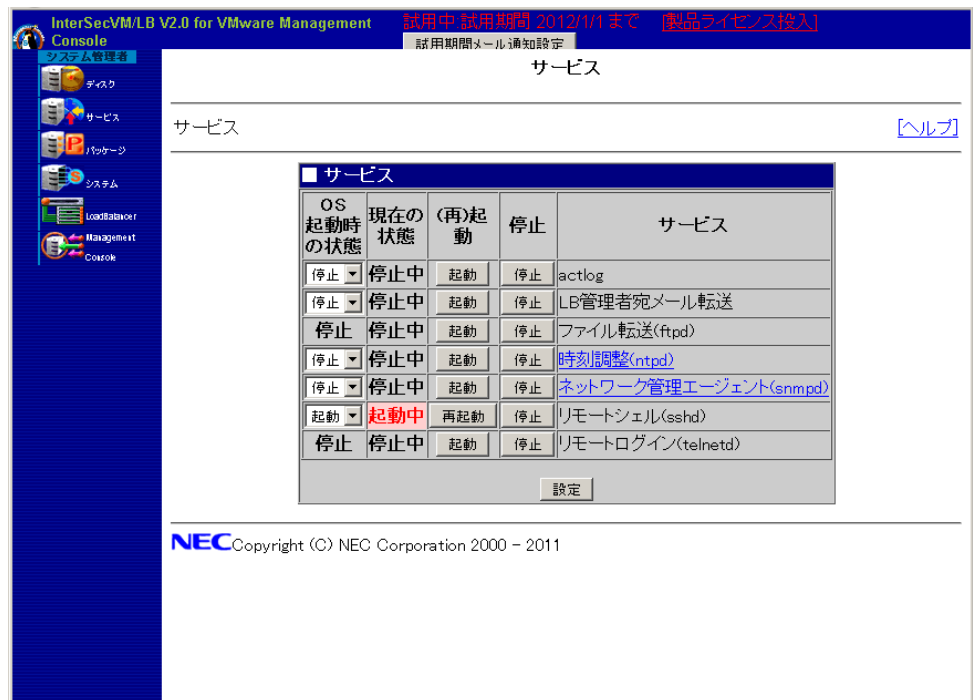 InterSecVM/LB V2.0 for VMware Management Console
試用中:試用期間 2012/1/1 まで [製品ライセンス投入]
試用期間メール通知設定
システム管理者
ディスク
サービス
パッケージ
システム
LoadBalancer
Management Console
サービス
サービス [ヘルプ]
■ サービス
OS起動時の状態 現在の状態 (再)起動 停止 サービス
停止 停止中 起動 停止 actlog
停止 停止中 起動 停止 LB管理者宛メール転送
停止 停止中 起動 停止 ファイル転送(ftpd)
停止 停止中 起動 停止 時刻調整(ntpd)
停止 停止中 起動 停止 ネットワーク管理エージェント(snmpd)
起動 起動中 再起動 停止 リモートシェル(sshd)
停止 停止中 起動 停止 リモートログイン(telnetd)
設定
NEC Copyright (C) NEC Corporation 2000 - 2011